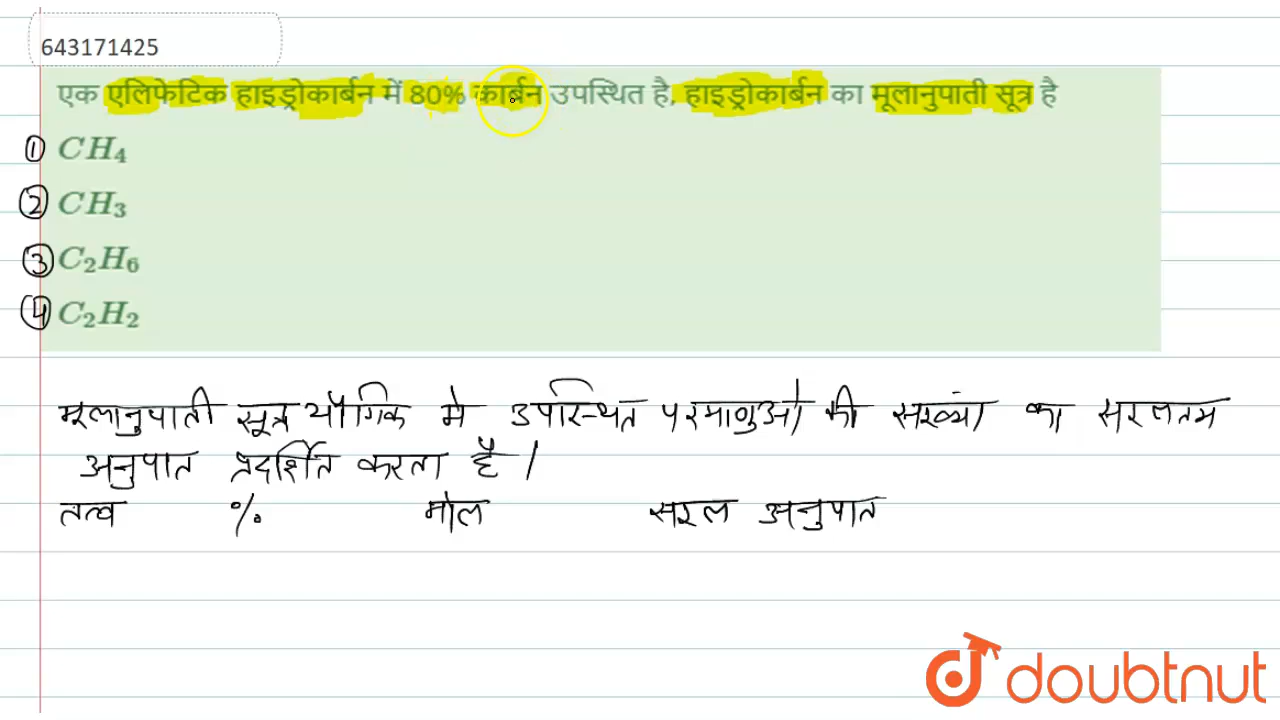 643171425
एक एलिफेटिक हाइड्रोकार्बन में 80% कार्बन उपस्थित है, हाइड्रोकार्बन का मूलानुपाती सूत्र है
① CH₄
② CH₃
③ C₂H₆
④ C₂H₂
मूलानुपाती सूत्र यौगिक मे उपस्थित परमाणुओ की सख्यां का सरलतम
अनुपात प्रदर्शित करता है |
तत्व % मोल सरल अनुपात
doubtnut